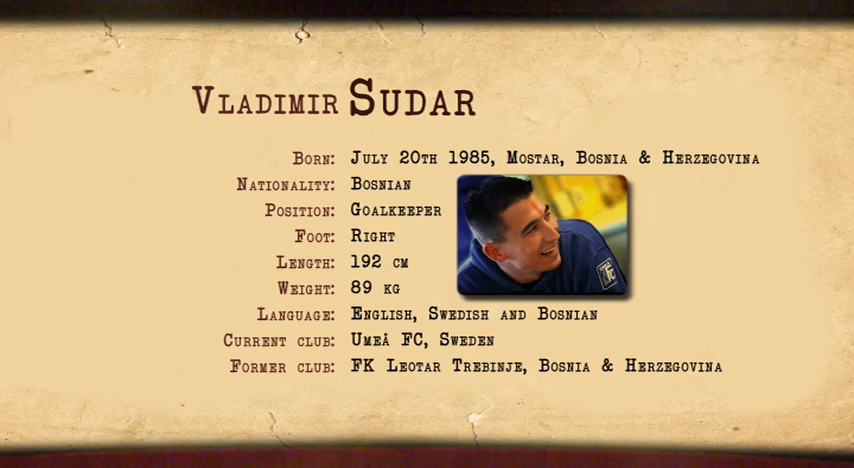 Vladimir Sudar
Born: July 20th 1985, Mostar, Bosnia & Herzegovina
Nationality: Bosnian
Position: Goalkeeper
Foot: Right
Length: 192 cm
Weight: 89 kg
Language: English, Swedish and Bosnian
Current club: Umeå FC, Sweden
Former club: FK Leotar Trebinje, Bosnia & Herzegovina